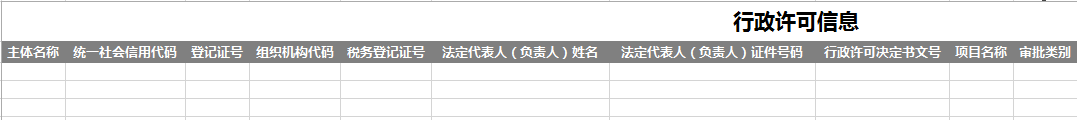 行政许可信息
主体名称 统一社会信用代码 登记证号 组织机构代码 税务登记证号 法定代表人（负责人）姓名 法定代表人（负责人）证件号码 行政许可决定书文号 项目名称 审批类别